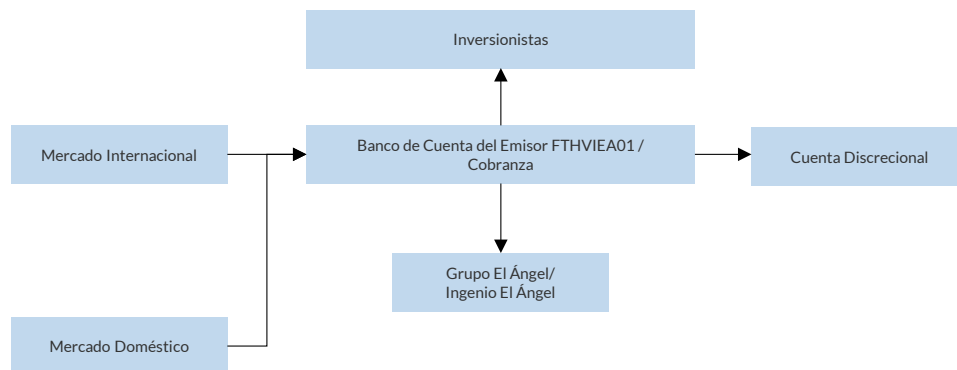 Inversionistas
Mercado Internacional
Banco de Cuenta del Emisor FTHVIEA01 /
Cobranza
Cuenta Discrecional
Grupo El Ángel/
Ingenio El Ángel
Mercado Doméstico